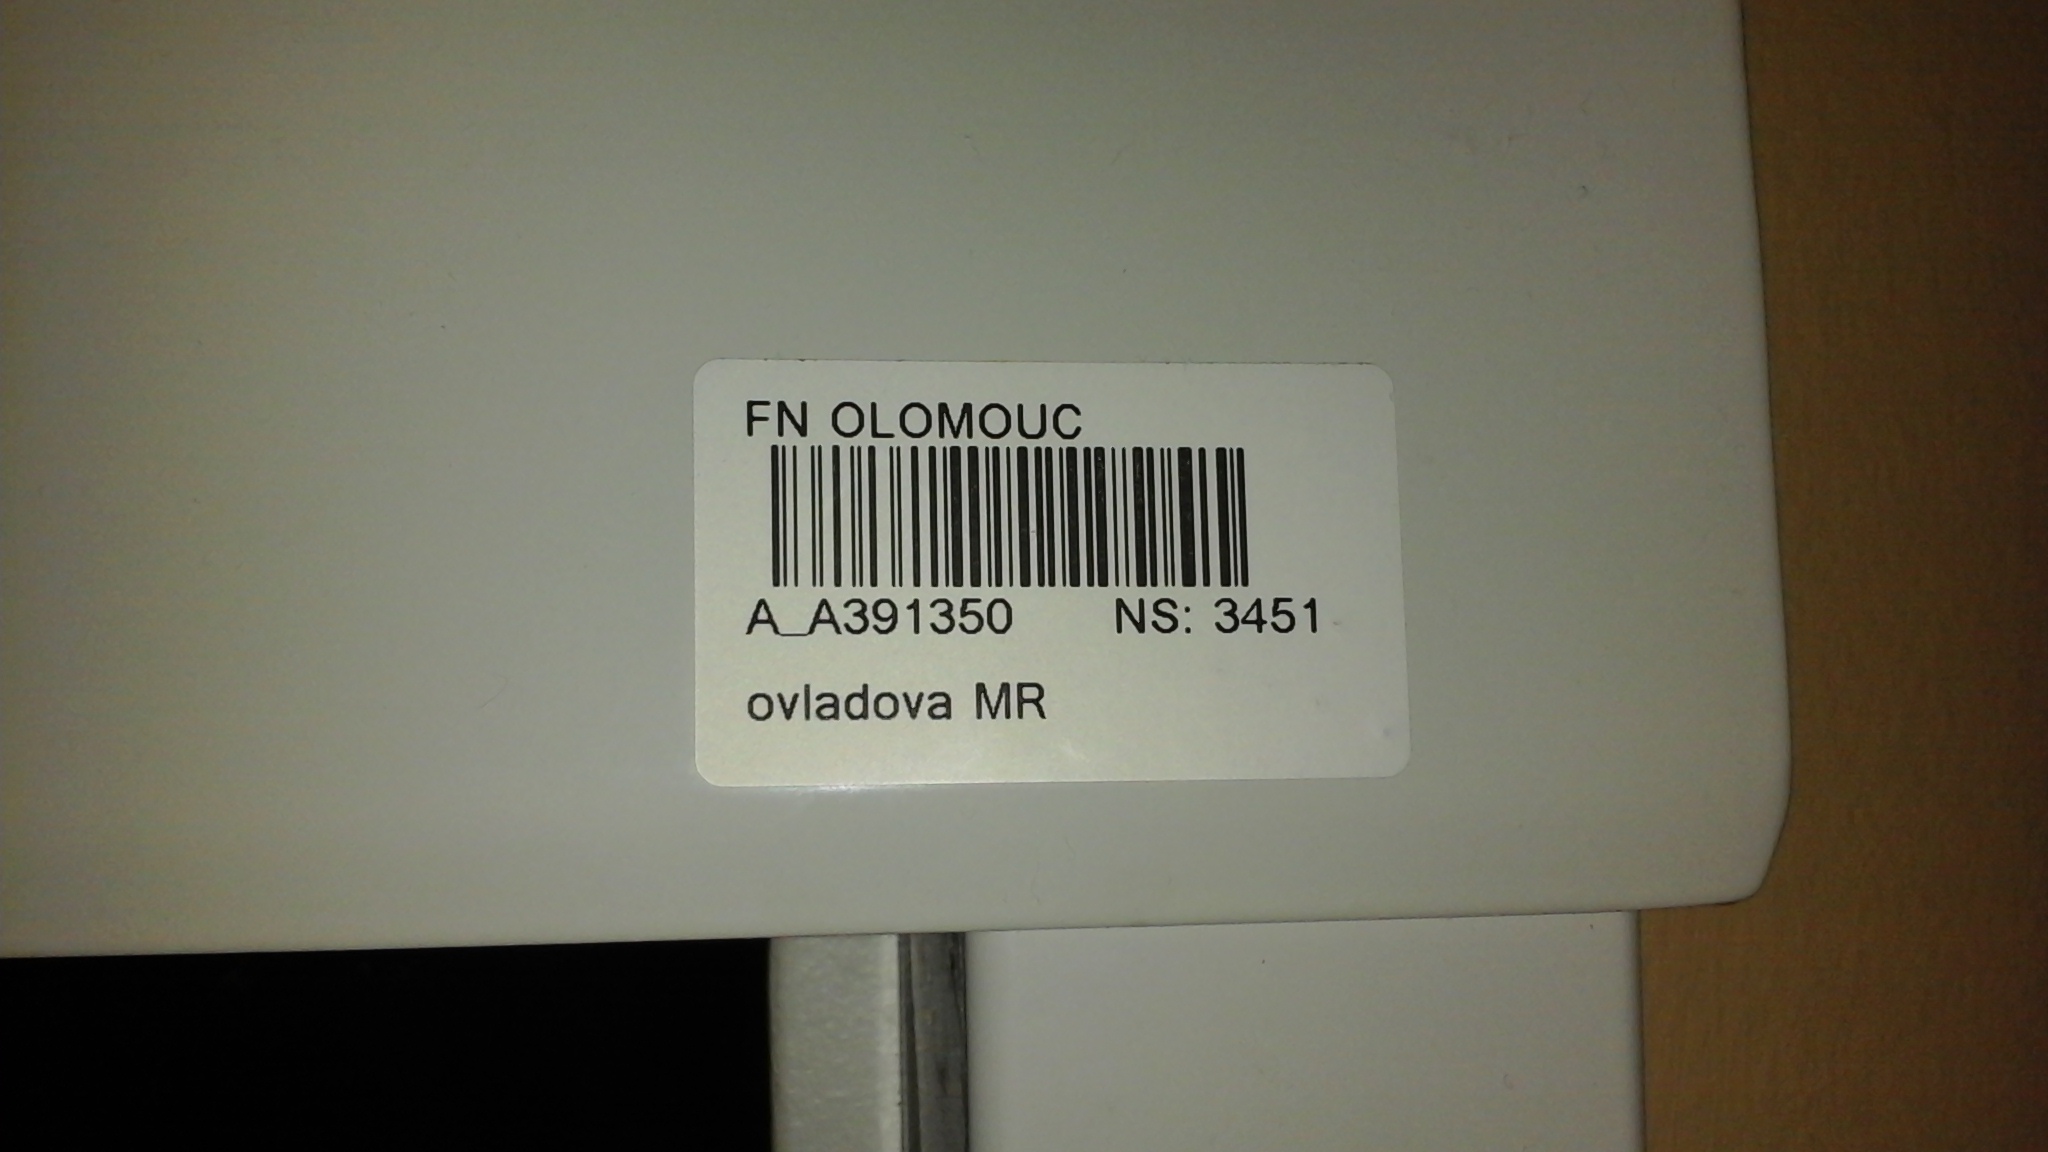 FN OLOMOUC
A_A391350 NS: 3451
ovladova MR